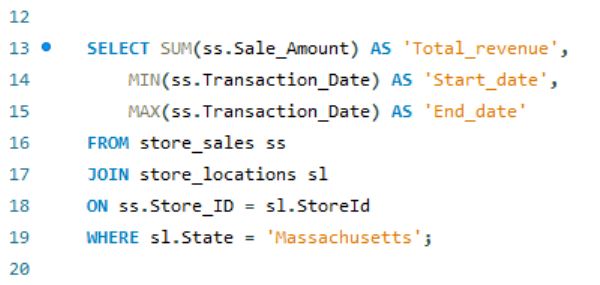 12
13 SELECT SUM(ss.Sale_Amount) AS 'Total_revenue',
14 MIN(ss.Transaction_Date) AS 'Start_date',
15 MAX(ss.Transaction_Date) AS 'End_date'
16 FROM store_sales ss
17 JOIN store_locations sl
18 ON ss.Store_ID = sl.StoreId
19 WHERE sl.State = 'Massachusetts';
20